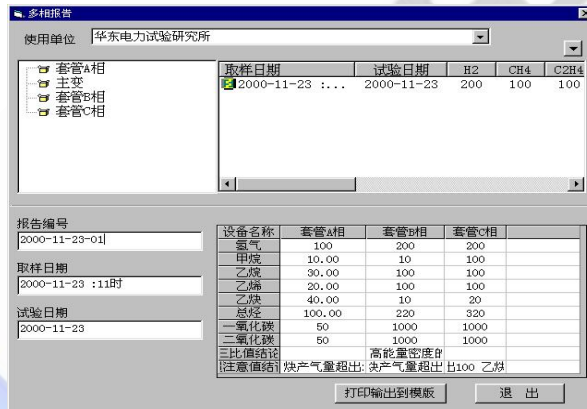 多相报告
使用单位 华东电力试验研究所
套管A相
主变
套管B相
套管C相
取样日期 试验日期 H2 CH4 C2H4
2000-11-23 :... 2000-11-23 200 100 100
报告编号
2000-11-23-01
取样日期
2000-11-23 :11时
试验日期
2000-11-23
设备名称 套管A相 套管B相 套管C相
氢气 100 200 200
甲烷 10.00 10 100
乙烷 30.00 100 100
乙烯 20.00 100 100
乙炔 40.00 10 20
总烃 100.00 220 320
一氧化碳 50 1000 1000
二氧化碳 50 1000 1000
三比值结论 高能量密度的
注意值结 炔产气量超出: 炔产气量超出 出100 乙炔
打印输出到模版 退 出